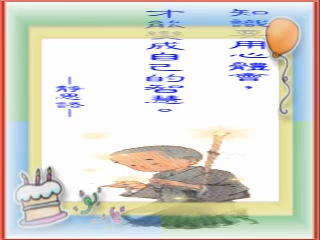 知識要用心體會，
才能變成自己的智慧。
—靜思語—